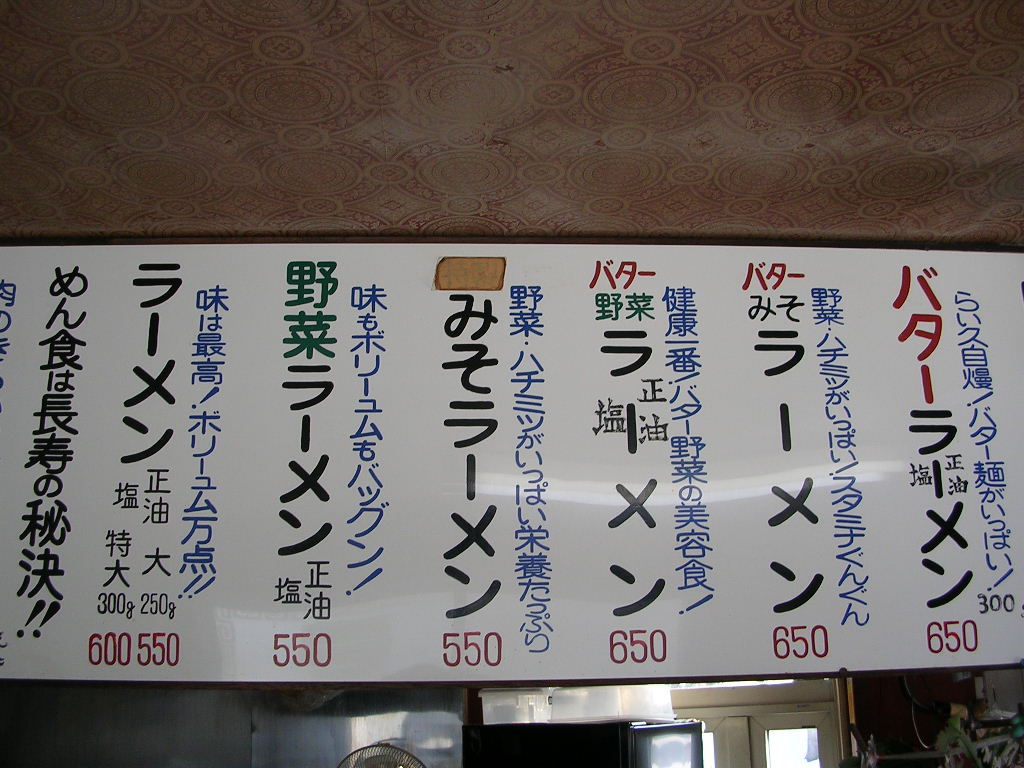 らい久自慢!バター麺がいっぱい!
300
バターラーメン
正油
塩
650
野菜・ハチミツがいっぱい!スタミナぐんぐん
バター
みそ
ラーメン
650
健康一番!バター野菜の美容食!
バター
野菜
ラーメン
正油
塩
650
野菜・ハチミツがいっぱい栄養たっぷり
みそラーメン
550
味もボリュームもバッグン!
野菜ラーメン
正油
塩
550
味は最高!ボリューム万点!!
ラーメン
正油 大 250g
塩 特大 300g
550
600
めん食は長寿の秘決!!